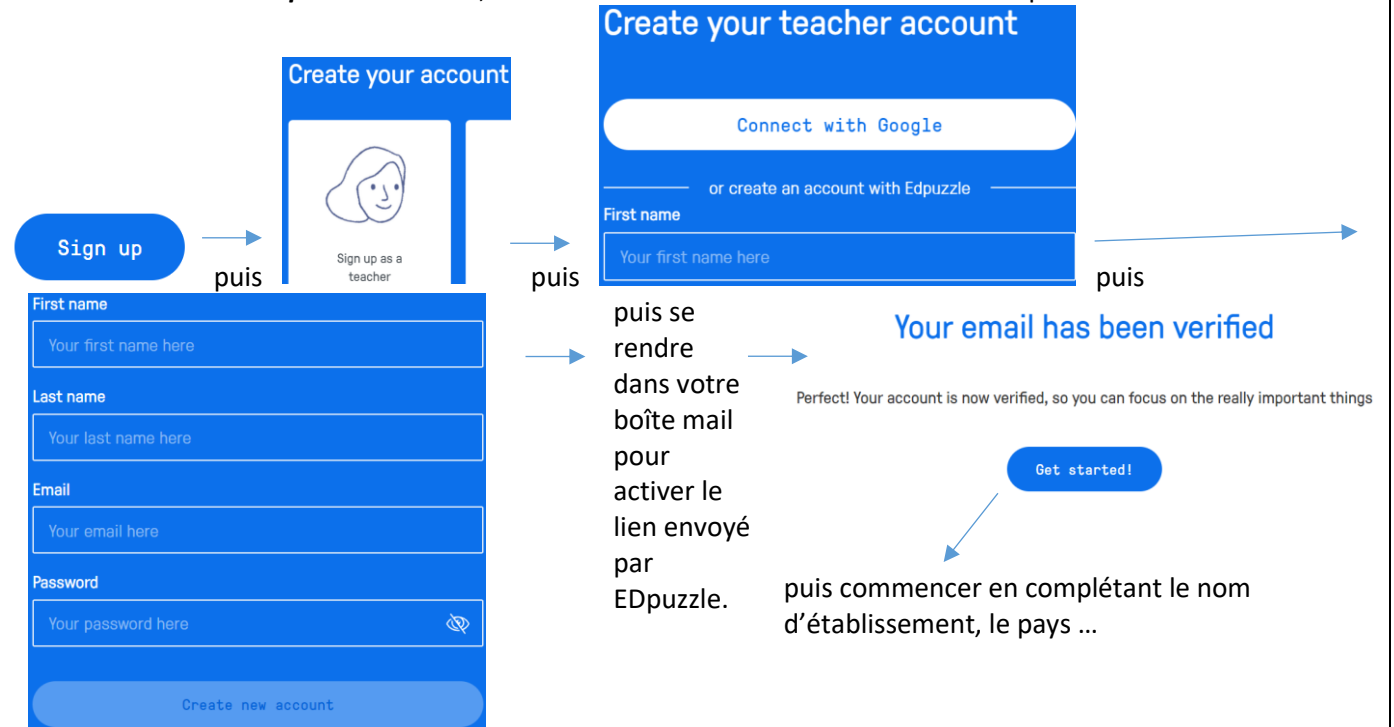 Sign up
puis
Create your account
Sign up as a
teacher
puis
Create your teacher account
Connect with Google
or create an account with Edpuzzle
First name
Your first name here
puis
First name
Your first name here
Last name
Your last name here
Email
Your email here
Password
Your password here
Create new account
puis se
rendre
dans votre
boîte mail
pour
activer le
lien envoyé
par
EDpuzzle.
Your email has been verified
Perfect! Your account is now verified, so you can focus on the really important things
Get started!
puis commencer en complétant le nom
d’établissement, le pays …